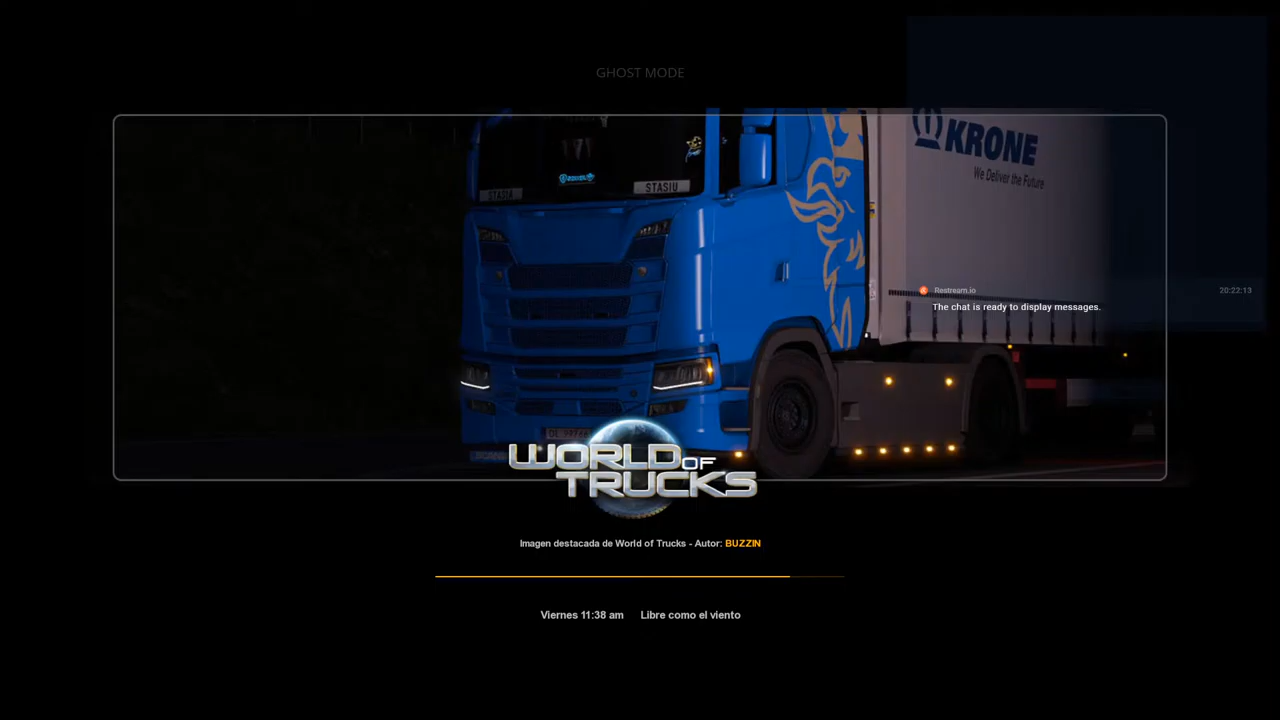 GHOST MODE
KRONE
We Deliver the Future
STASIA
STASIU
Restream.io
20:22:13
The chat is ready to display messages.
WORLD OF
TRUCKS
Imagen destacada de World of Trucks - Autor: BUZZIN
Viernes 11:38 am
Libre como el viento